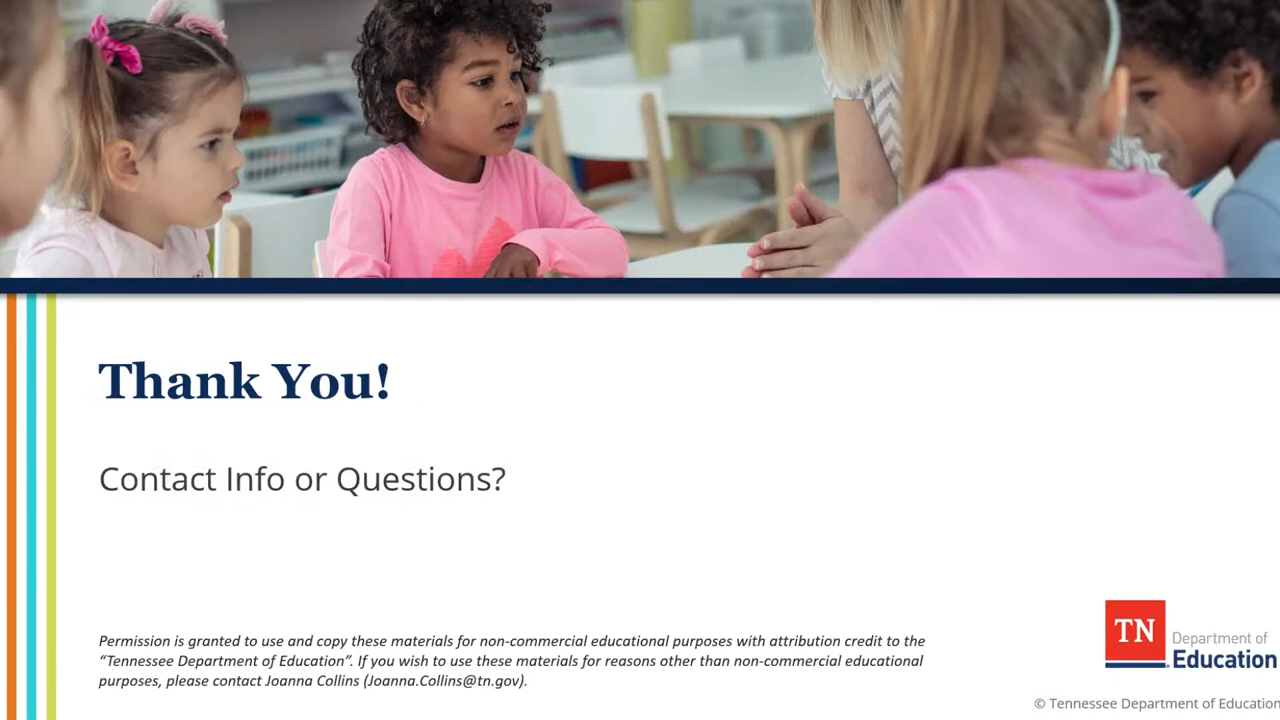 Thank You!
Contact Info or Questions?
Permission is granted to use and copy these materials for non-commercial educational purposes with attribution credit to the
“Tennessee Department of Education”. If you wish to use these materials for reasons other than non-commercial educational
purposes, please contact Joanna Collins (Joanna.Collins@tn.gov).
TN
Department of
Education
© Tennessee Department of Education